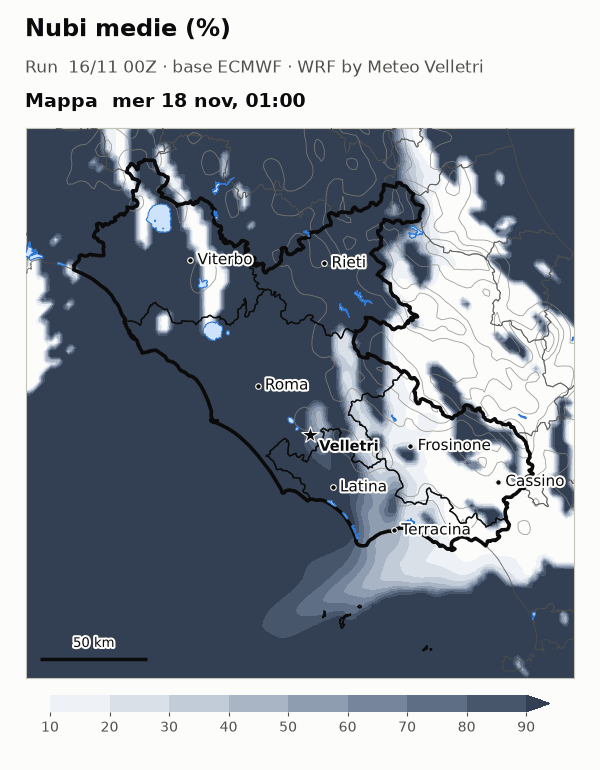 Nubi medie (%)
Run  16/11 00Z · base ECMWF · WRF by Meteo Velletri
Mappa  mer 18 nov, 01:00
Viterbo
Rieti
Roma
Velletri
Frosinone
Cassino
Latina
Terracina
50 km
10 20 30 40 50 60 70 80 90